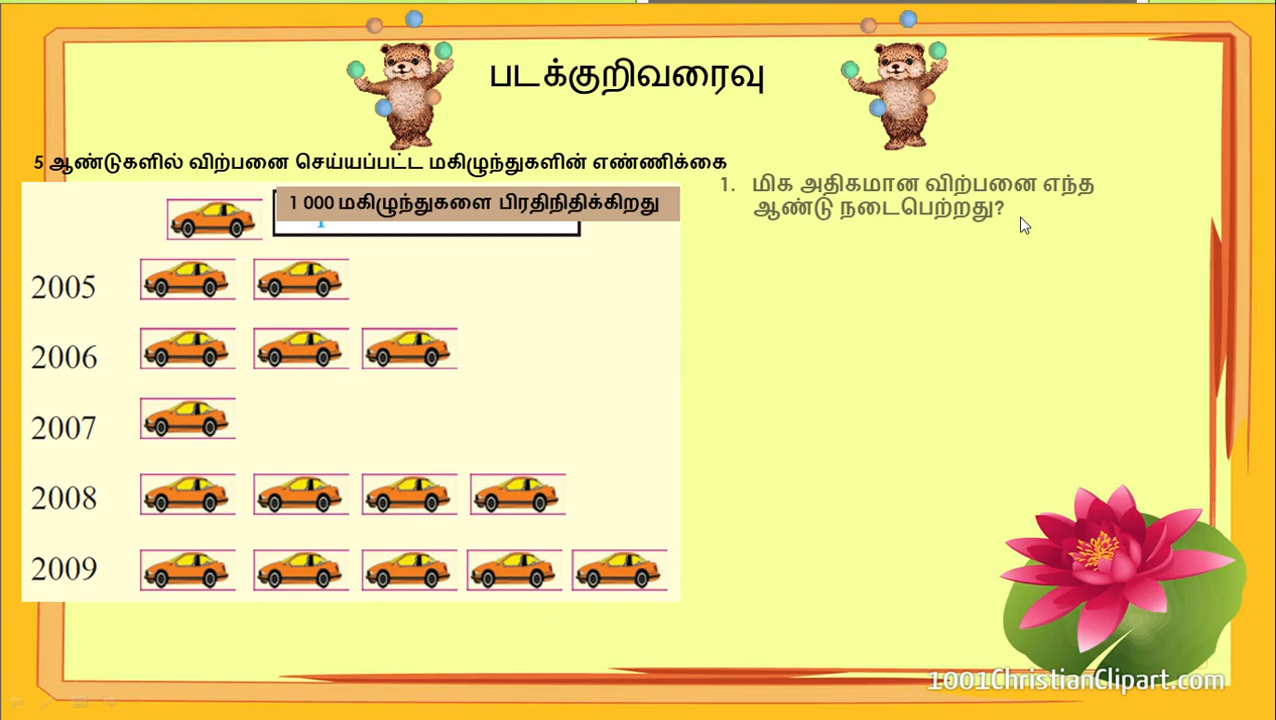 படக்குறிவரைவு
5 ஆண்டுகளில் விற்பனை செய்யப்பட்ட மகிழுந்துகளின் எண்ணிக்கை
1 000 மகிழுந்துகளை பிரதிநிதிக்கிறது
2005
2006
2007
2008
2009
1. மிக அதிகமான விற்பனை எந்த
ஆண்டு நடைபெற்றது?
1001ChristianClipart.com